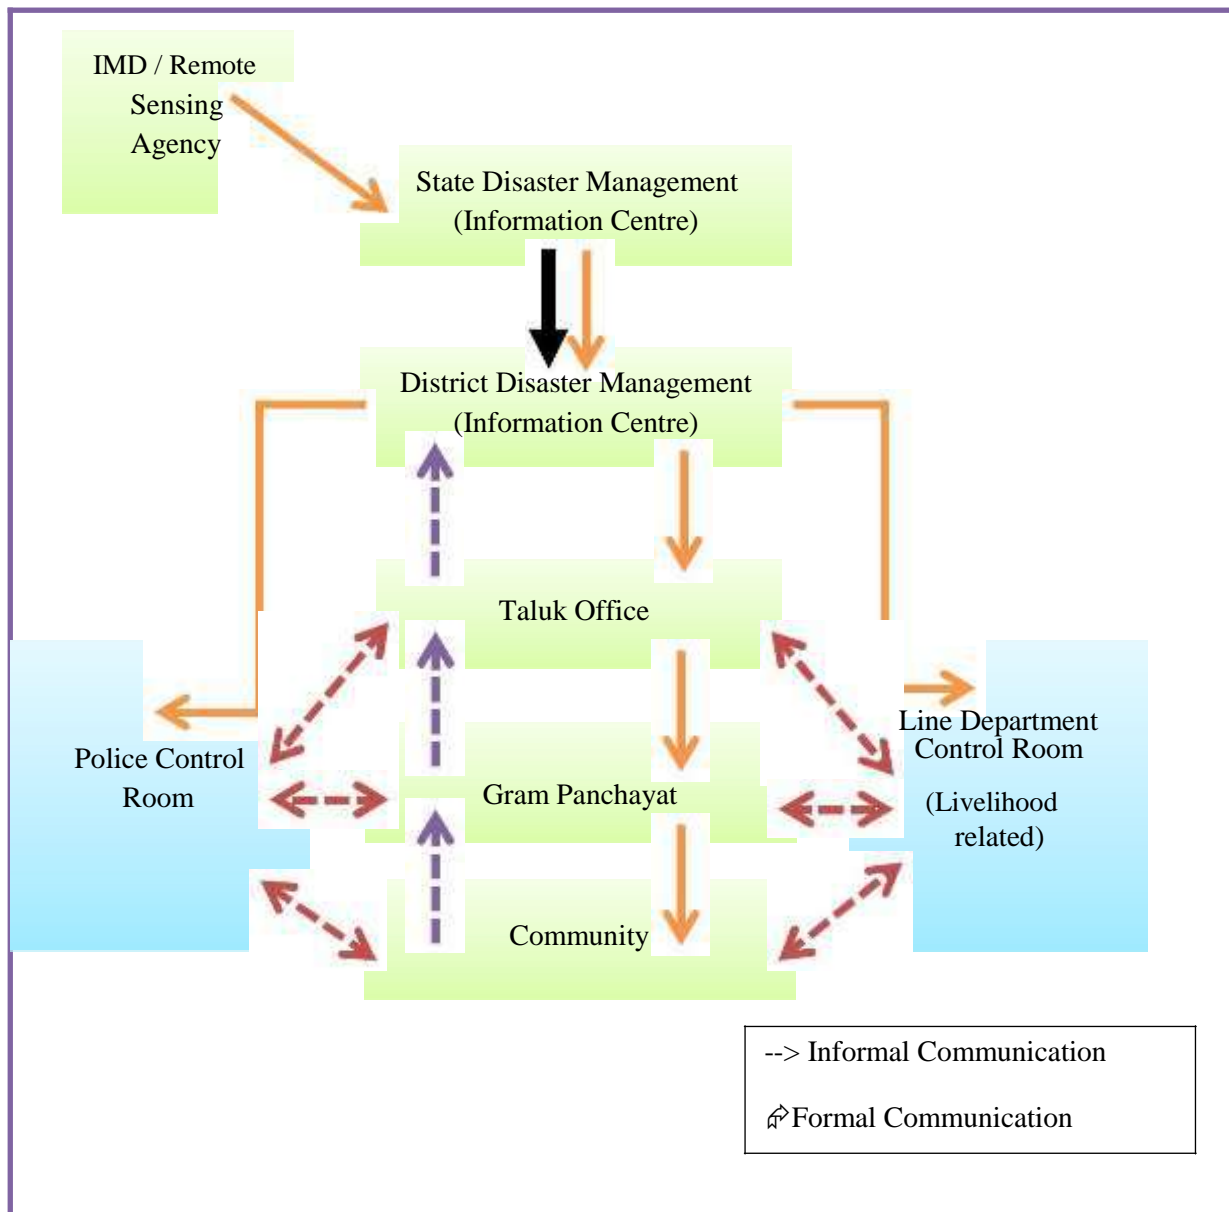 IMD / Remote
Sensing
Agency
State Disaster Management
(Information Centre)
District Disaster Management
(Information Centre)
Taluk Office
Police Control
Room
Gram Panchayat
Line Department
Control Room
(Livelihood
related)
Community
--> Informal Communication
Formal Communication